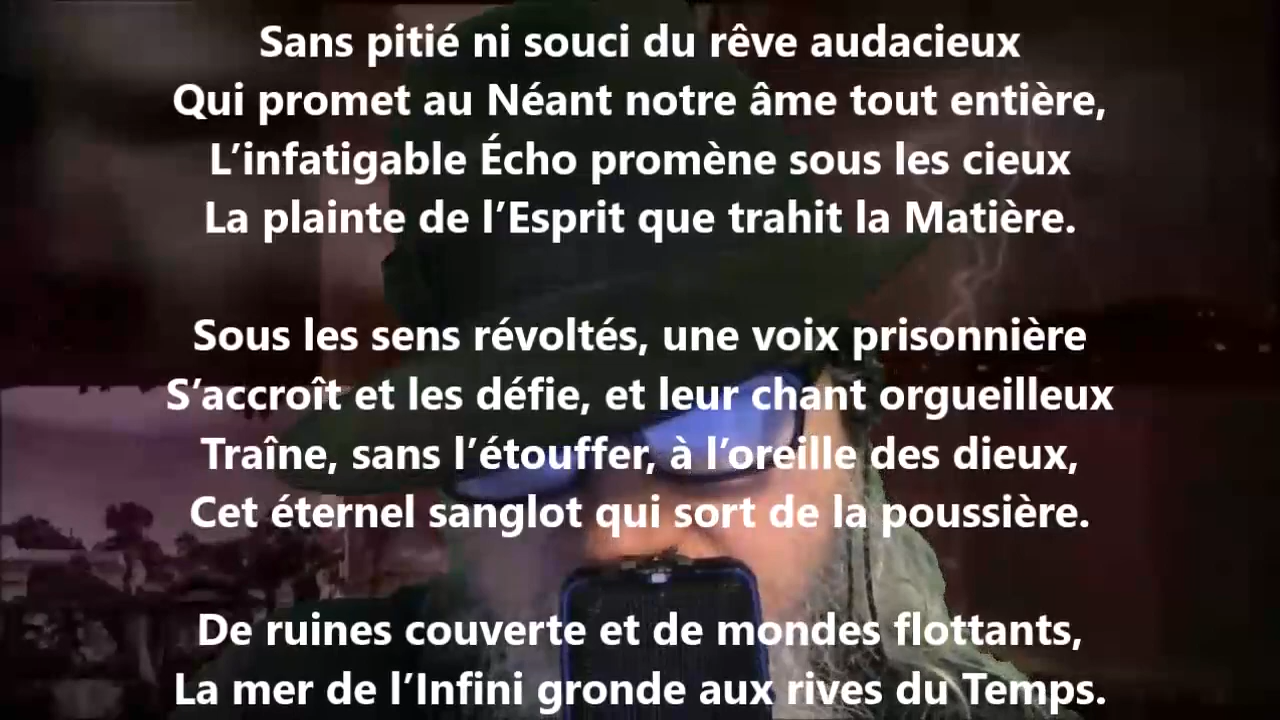 Sans pitié ni souci du rêve audacieux
Qui promet au Néant notre âme tout entière,
L’infatigable Écho promène sous les cieux
La plainte de l’Esprit que trahit la Matière.
Sous les sens révoltés, une voix prisonnière
S’accroît et les défie, et leur chant orgueilleux
Traîne, sans l’étouffer, à l’oreille des dieux,
Cet éternel sanglot qui sort de la poussière.
De ruines couverte et de mondes flottants,
La mer de l’Infini gronde aux rives du Temps.